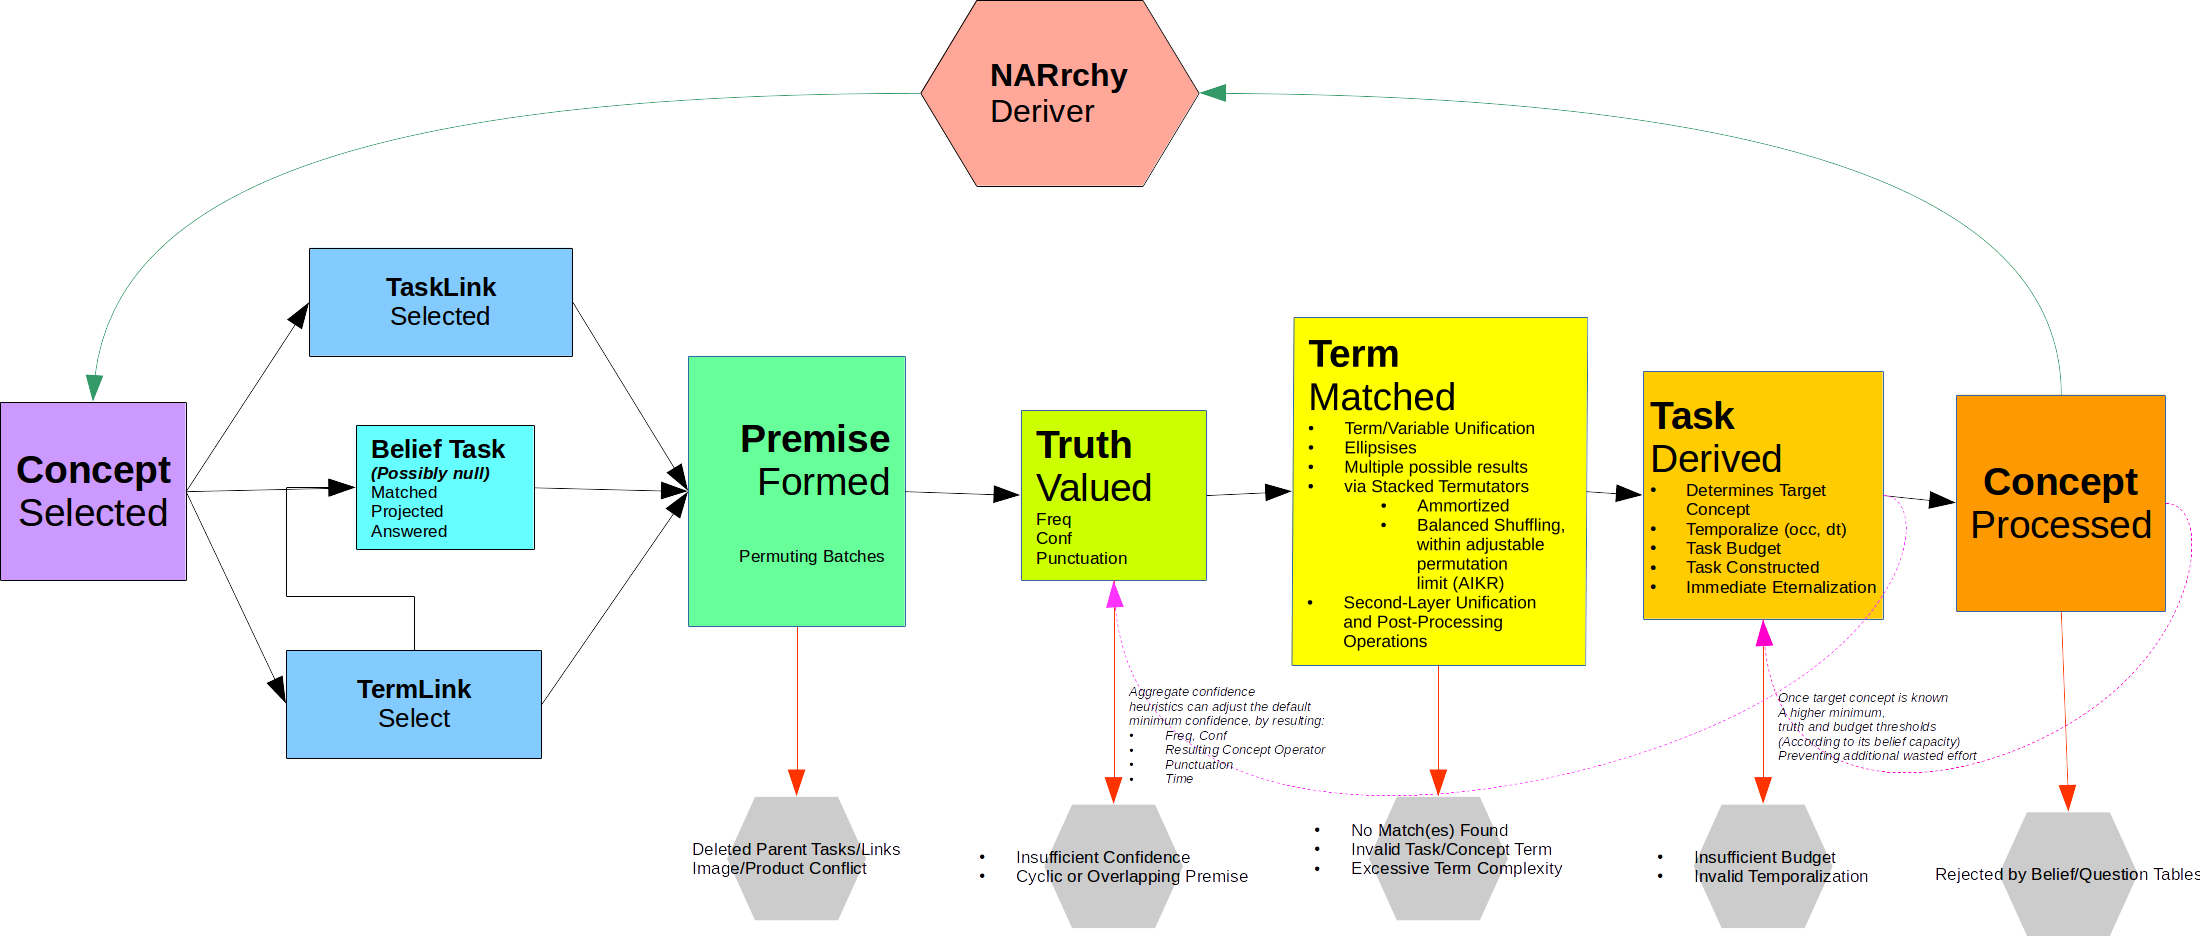 NARrchy
Deriver
TaskLink
Selected
Concept
Selected
Belief Task
(Possibly null)
Matched
Projected
Answered
TermLink
Select
Premise
Formed
Permuting Batches
Truth
Valued
Freq
Conf
Punctuation
Term
Matched
• Term/Variable Unification
• Ellipsises
• Multiple possible results
• via Stacked Termutators
• Ammortized
• Balanced Shuffling,
within adjustable
permutation
limit (AIKR)
• Second-Layer Unification
and Post-Processing
Operations
Task
Derived
• Determines Target
Concept
• Temporalize (occ, dt)
• Task Budget
• Task Constructed
• Immediate Eternalization
Concept
Processed
Aggregate confidence
heuristics can adjust the default
minimum confidence, by resulting:
• Freq, Conf
• Resulting Concept Operator
• Punctuation
• Time
Once target concept is known
A higher minimum,
truth and budget thresholds
(According to its belief capacity)
Preventing additional wasted effort
Deleted Parent Tasks/Links
Image/Product Conflict
• Insufficient Confidence
• Cyclic or Overlapping Premise
• No Match(es) Found
• Invalid Task/Concept Term
• Excessive Term Complexity
• Insufficient Budget
• Invalid Temporalization
Rejected by Belief/Question Tables